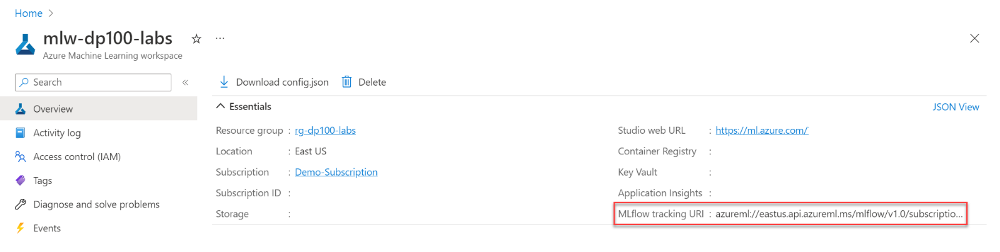 Home >
mlw-dp100-labs ☆ ...
Azure Machine Learning workspace
Search «
Overview
Activity log
Access control (IAM)
Tags
Diagnose and solve problems
Events
Download config.json Delete
Essentials JSON View
Resource group : rg-dp100-labs
Location : East US
Subscription : Demo-Subscription
Subscription ID :
Storage :
Studio web URL : https://ml.azure.com/
Container Registry :
Key Vault :
Application Insights :
MLflow tracking URI : azureml://eastus.api.azureml.ms/mlflow/v1.0/subscriptio...